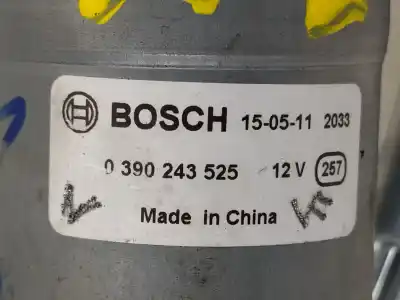 BOSCH 15-05-11 2033
0 390 243 525 12 V 257
Made in China